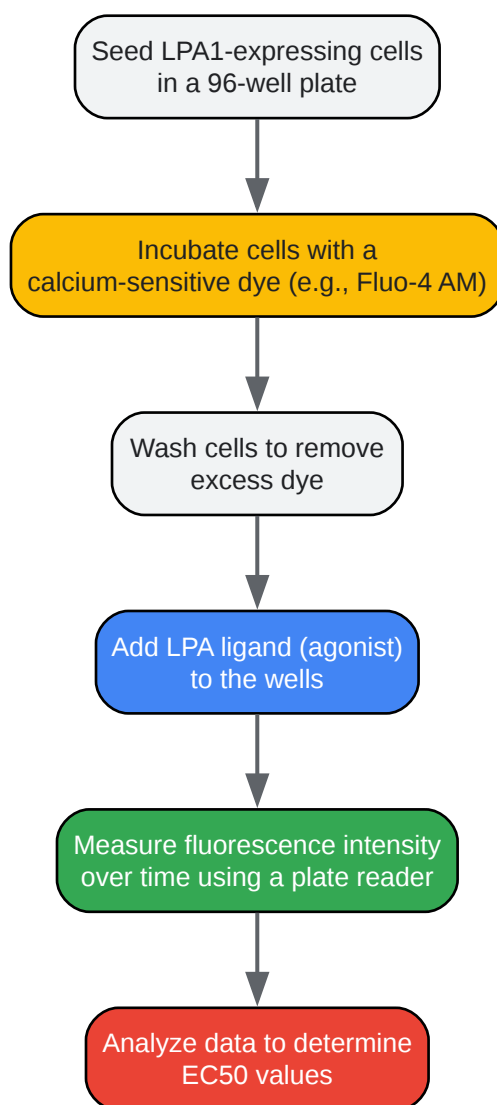 Seed LPA1-expressing cells
in a 96-well plate
Incubate cells with a
calcium-sensitive dye (e.g., Fluo-4 AM)
Wash cells to remove
excess dye
Add LPA ligand (agonist)
to the wells
Measure fluorescence intensity
over time using a plate reader
Analyze data to determine
EC50 values